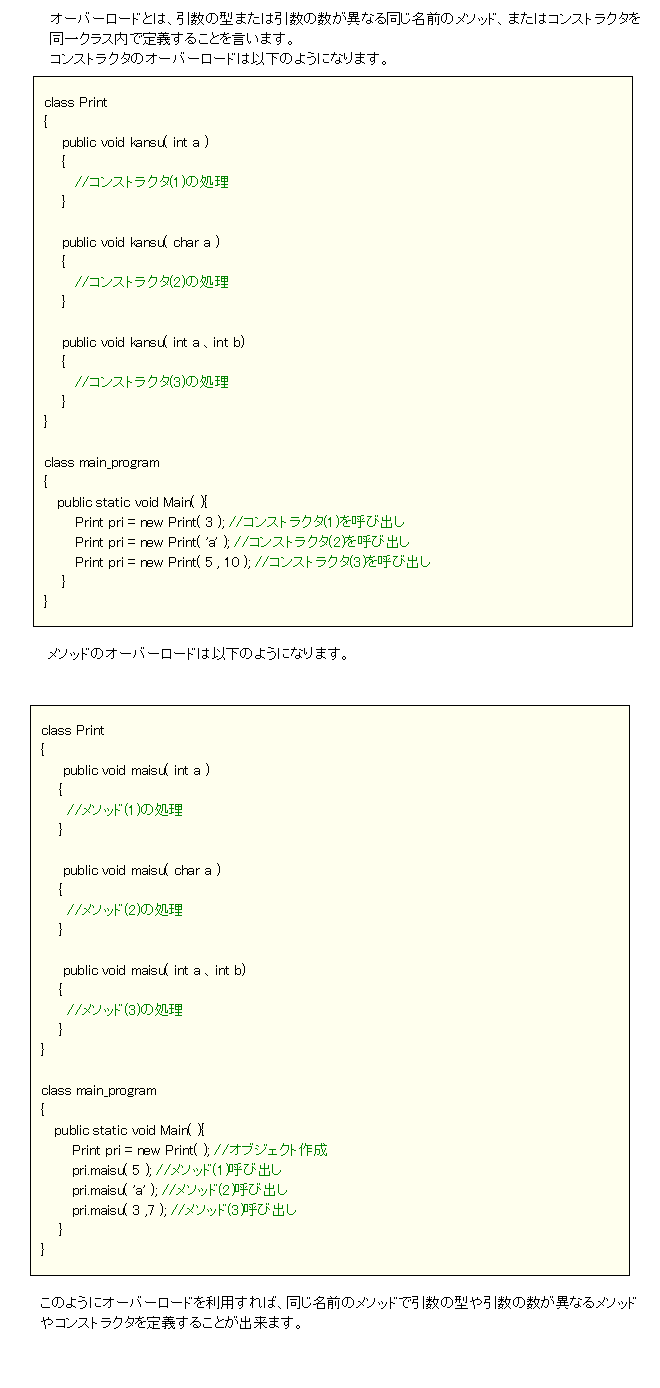 オーバーロードとは、引数の型または引数の数が異なる同じ名前のメソッド、またはコンストラクタを
同一クラス内で定義することを言います。
コンストラクタのオーバーロードは以下のようになります。
class Print
{
public void kansu( int a )
{
//コンストラクタ(1)の処理
}
public void kansu( char a )
{
//コンストラクタ(2)の処理
}
public void kansu( int a 、int b)
{
//コンストラクタ(3)の処理
}
}
class main_program
{
public static void Main( ){
Print pri = new Print( 3 ); //コンストラクタ(1)を呼び出し
Print pri = new Print( 'a' ); //コンストラクタ(2)を呼び出し
Print pri = new Print( 5 , 10 ); //コンストラクタ(3)を呼び出し
}
}
メソッドのオーバーロードは以下のようになります。
class Print
{
public void maisu( int a )
{
//メソッド(1)の処理
}
public void maisu( char a )
{
//メソッド(2)の処理
}
public void maisu( int a 、int b)
{
//メソッド(3)の処理
}
}
class main_program
{
public static void Main( ){
Print pri = new Print( ); //オブジェクト作成
pri.maisu( 5 ); //メソッド(1)呼び出し
pri.maisu( 'a' ); //メソッド(2)呼び出し
pri.maisu( 3 ,7 ); //メソッド(3)呼び出し
}
}
このようにオーバーロードを利用すれば、同じ名前のメソッドで引数の型や引数の数が異なるメソッド
やコンストラクタを定義することが出来ます。